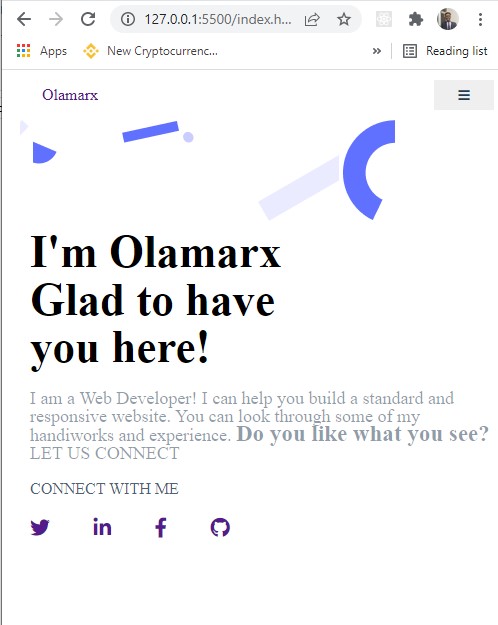 127.0.0.1:5500/index.h...
Apps New Cryptocurrenc... » Reading list
Olamarx
I'm Olamarx
Glad to have
you here!
I am a Web Developer! I can help you build a standard and
responsive website. You can look through some of my
handiworks and experience. Do you like what you see?
LET US CONNECT
CONNECT WITH ME